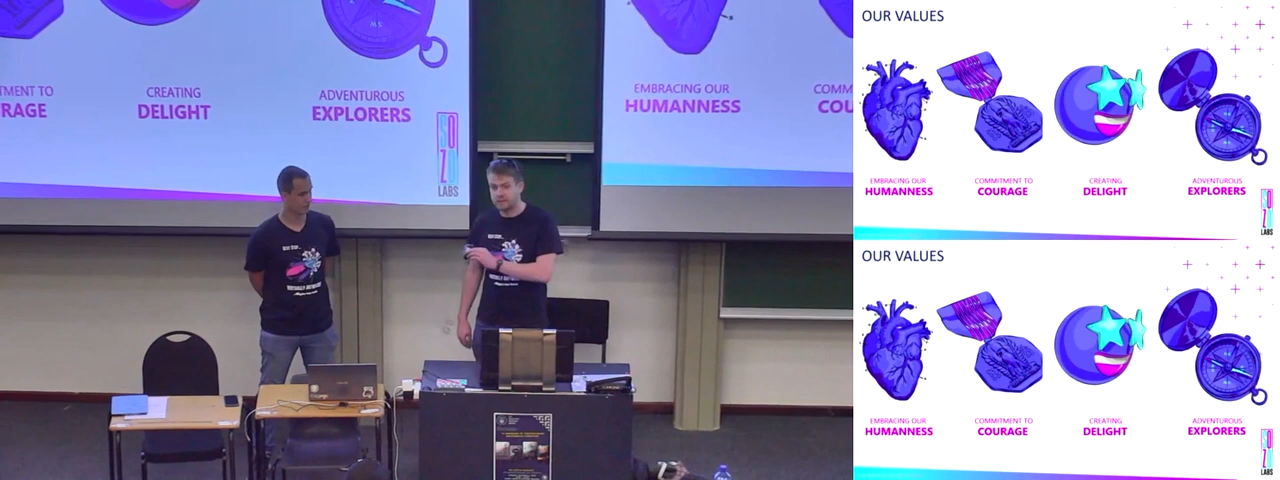 TMENT TO
RAGE
CREATING
DELIGHT
ADVENTUROUS
EXPLORERS
SOZO
LABS
EMBRACING OUR
HUMANNESS
COMM
COU
OUR VALUES
EMBRACING OUR
HUMANNESS
COMMITMENT TO
COURAGE
CREATING
DELIGHT
ADVENTUROUS
EXPLORERS
SOZO
LABS
OUR VALUES
EMBRACING OUR
HUMANNESS
COMMITMENT TO
COURAGE
CREATING
DELIGHT
ADVENTUROUS
EXPLORERS
SOZO
LABS